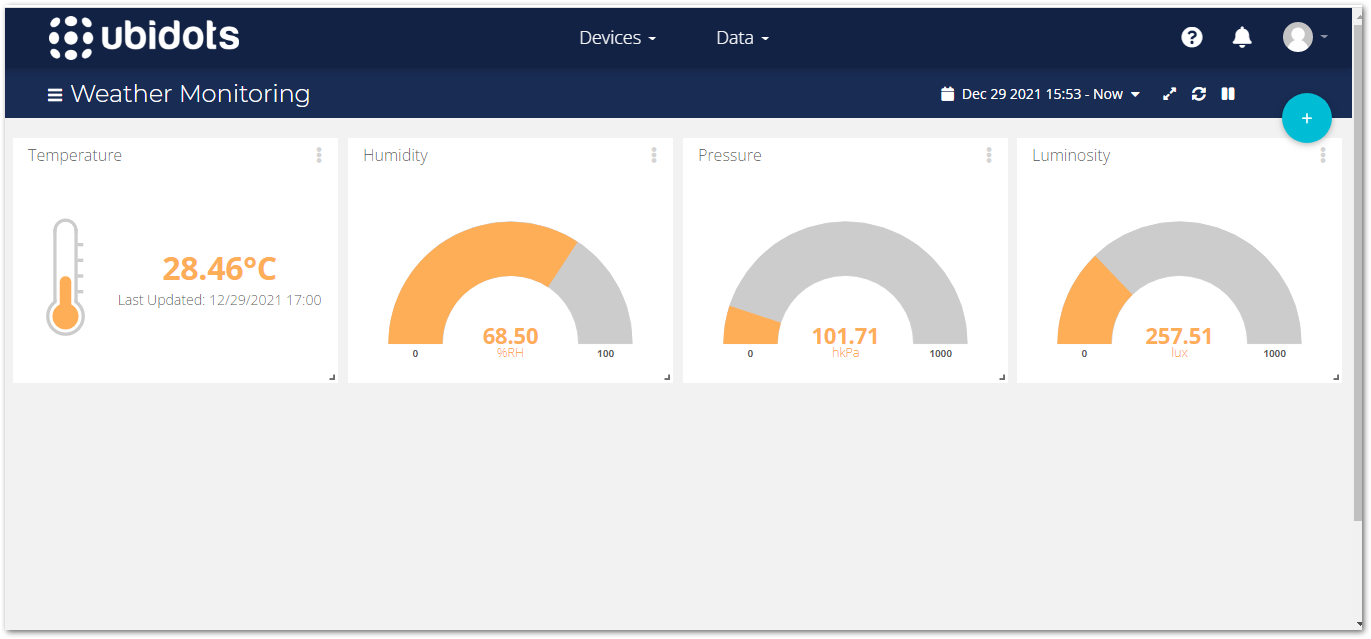 ubidots
Devices
Data
Weather Monitoring
Dec 29 2021 15:53 - Now
+
Temperature
28.46°C
Last Updated: 12/29/2021 17:00
Humidity
68.50
%RH
0
100
Pressure
101.71
hkPa
0
1000
Luminosity
257.51
lux
0
1000